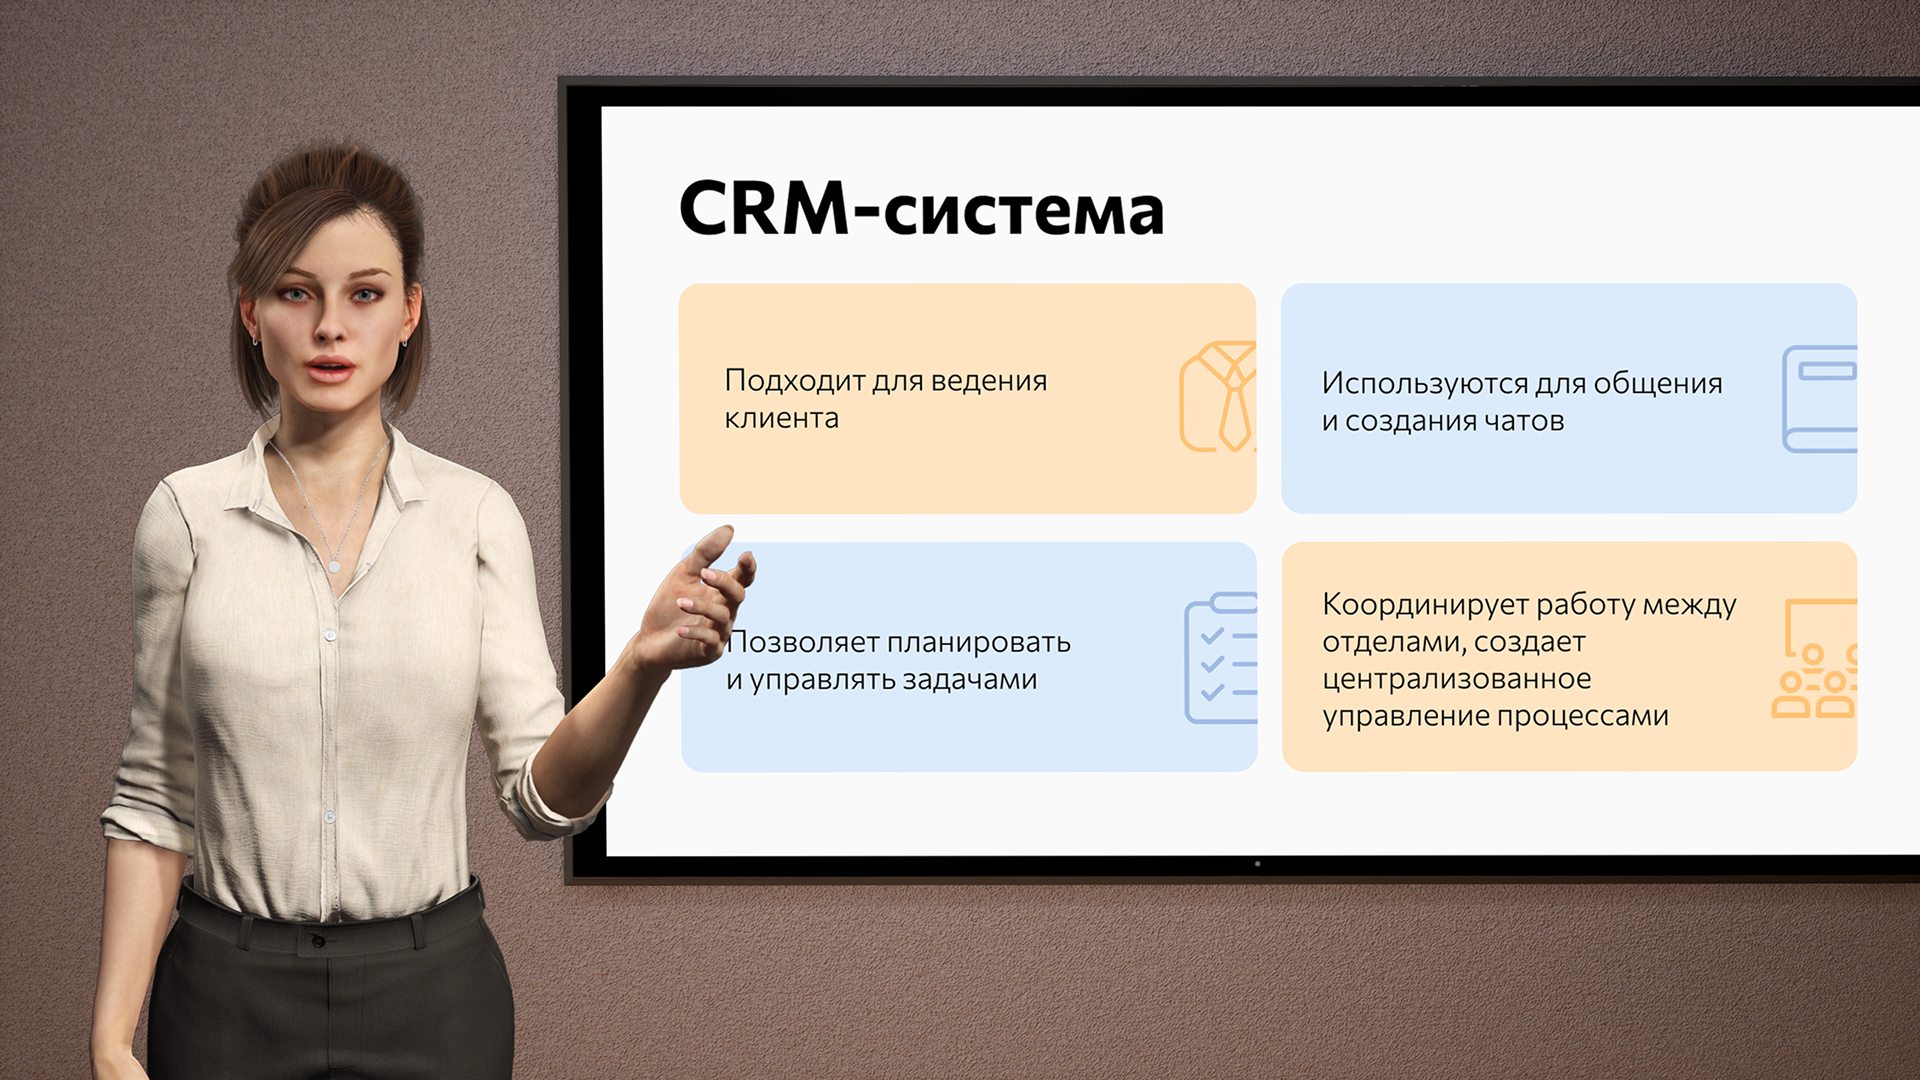 CRM-система
Подходит для ведения
клиента
Используются для общения
и создания чатов
Позволяет планировать
и управлять задачами
Координирует работу между
отделами, создает
централизованное
управление процессами